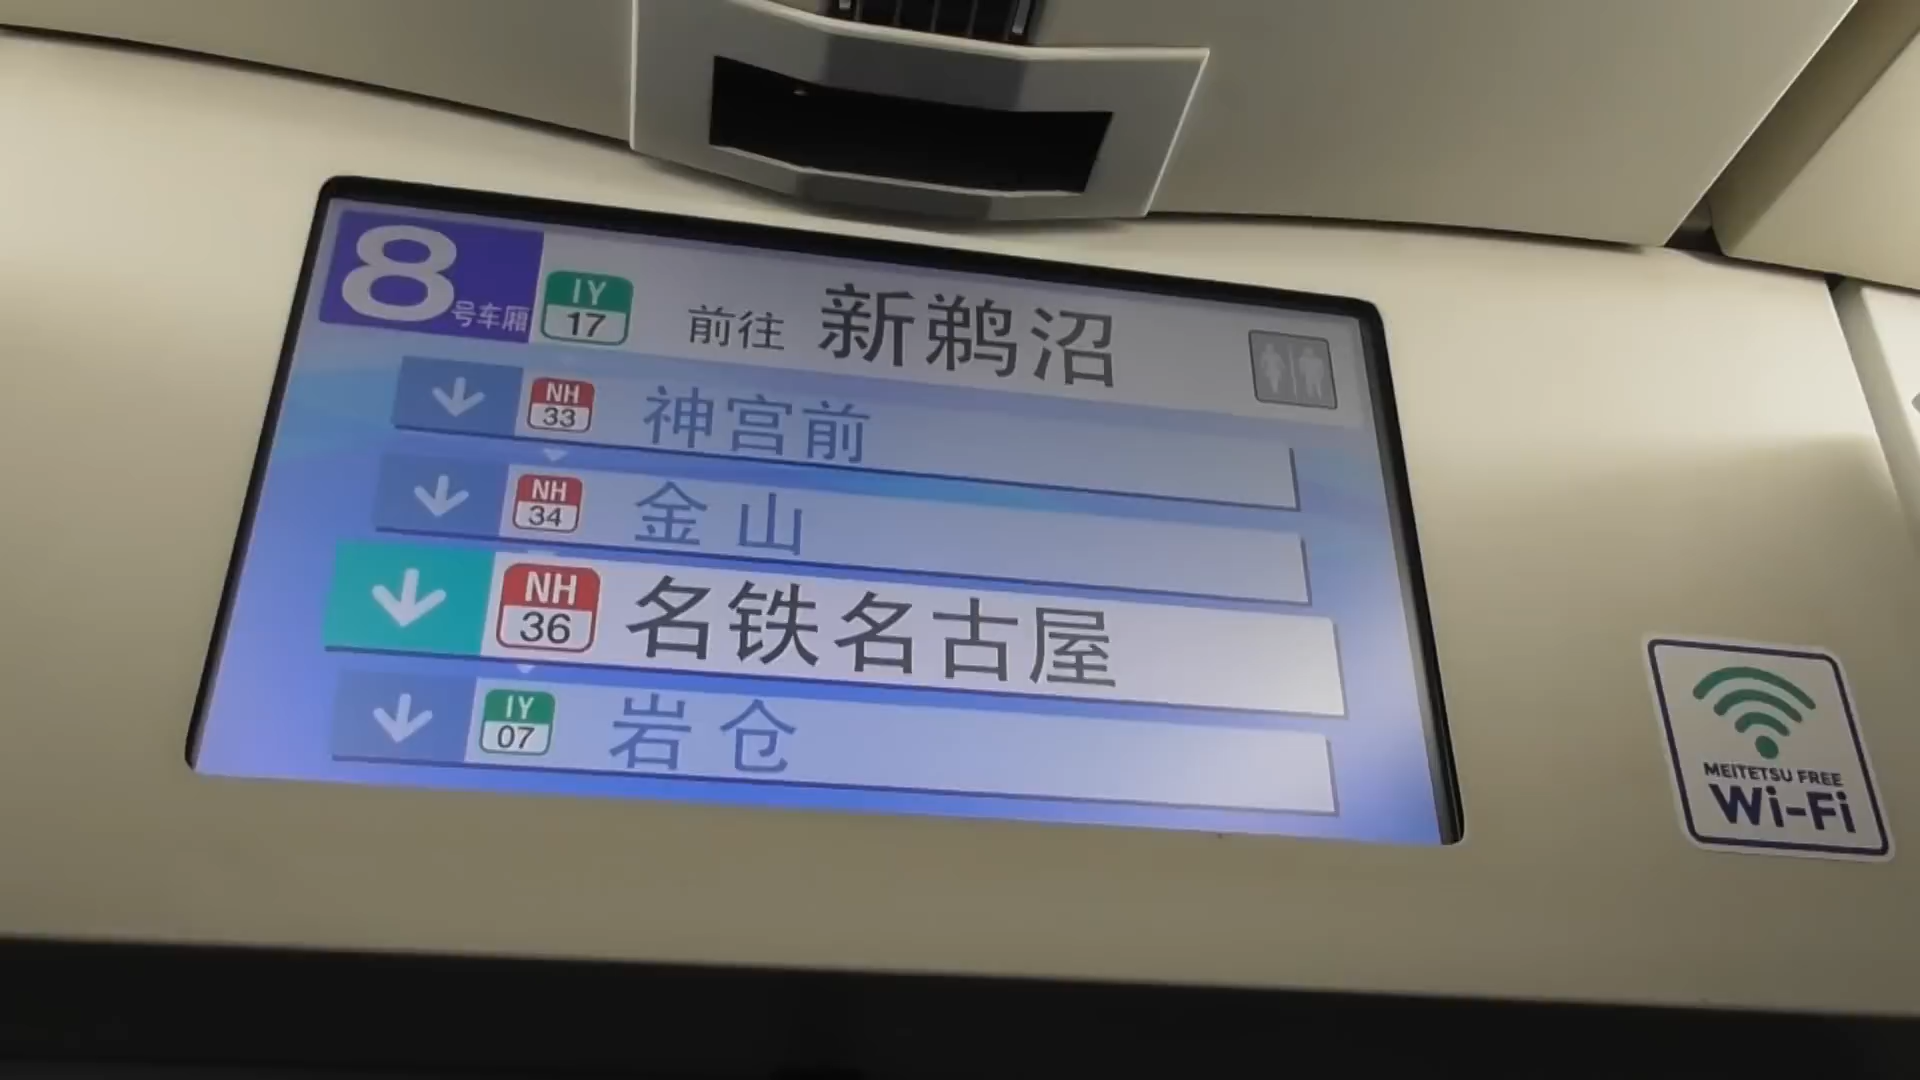 8号车厢
IY 17 前往 新鹈沼
NH 33 神宫前
NH 34 金山
NH 36 名铁名古屋
IY 07 岩仓
MEITETSU FREE
Wi-Fi